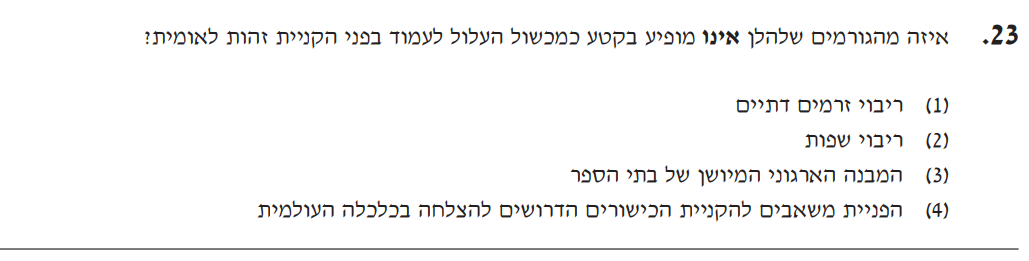 23. איזה מהגורמים שלהלן אינו מופיע בקטע כמכשול העלול לעמוד בפני הקניית זהות לאומית?
(1) ריבוי זרמים דתיים
(2) ריבוי שפות
(3) המבנה הארגוני המיושן של בתי הספר
(4) הפניית משאבים להקניית הכישורים הדרושים להצלחה בכלכלה העולמית